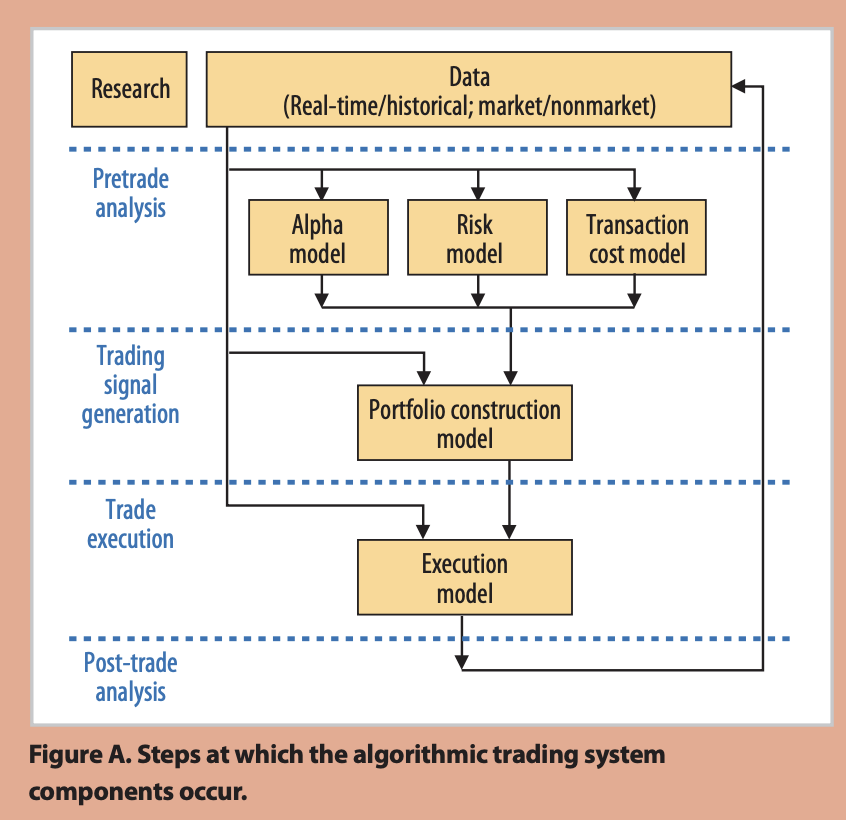 Research
Data
(Real-time/historical; market/nonmarket)
Pretrade
analysis
Alpha
model
Risk
model
Transaction
cost model
Trading
signal
generation
Portfolio construction
model
Trade
execution
Execution
model
Post-trade
analysis
Figure A. Steps at which the algorithmic trading system
components occur.